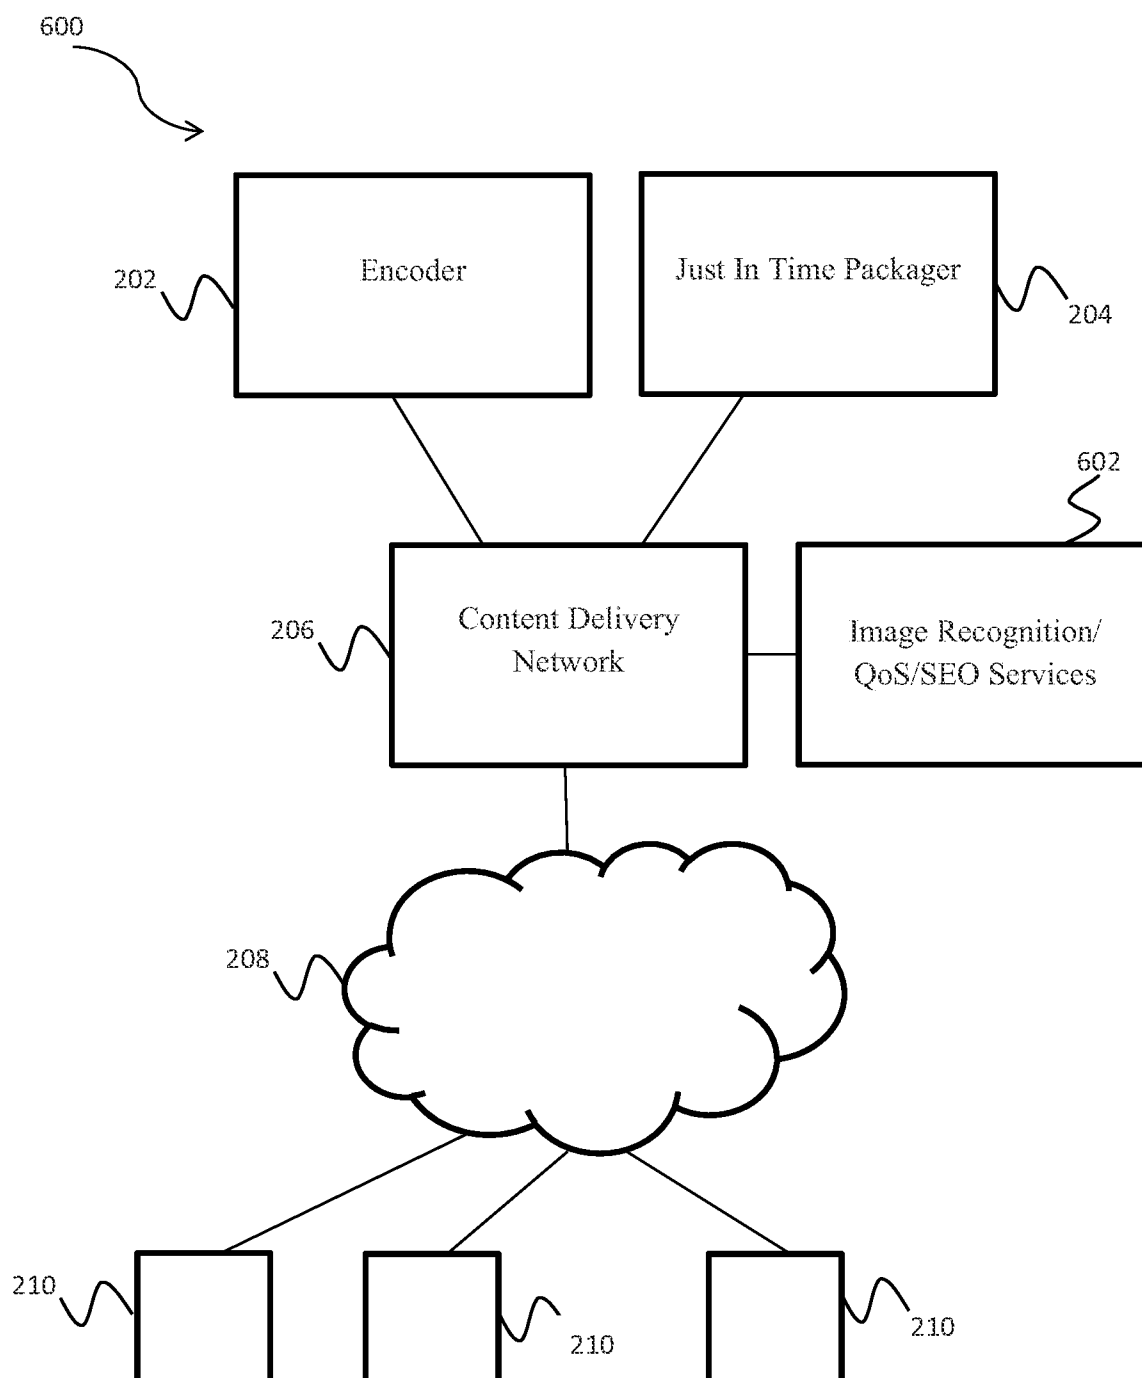 600
Encoder
Just In Time Packager
202
204
602
Content Delivery
Network
206
Image Recognition/
QoS/SEO Services
208
210
210
210